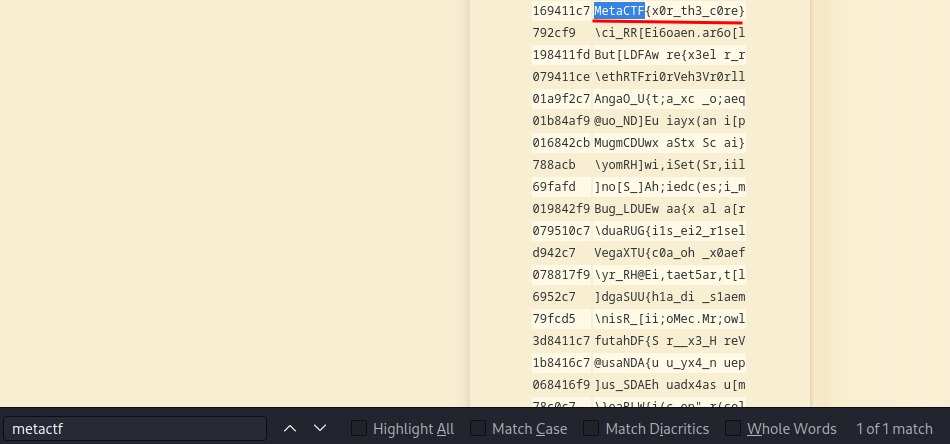 169411c7 MetaCTF{x0r_th3_c0re}
792cf9 \ci_RR[Ei6oaen.ar6o[l
198411fd But[LDFAw re{x3el r_r
079411ce \ethRTFri0rVeh3Vr0rll
01a9f2c7 AngaO_U{t;a_xc _o;aeq
01b84af9 @uo_ND]Eu iayx(an i[p
016842cb MugmCDUwx aStx Sc ai}
788acb \yomRH]wi,iSet(Sr,iil
69fafd ]no[S_]Ah;iedc(es;i_m
019842f9 Bug_LDUEw aa{x al a[r
079510c7 \duaRUG{i1s_ei2_r1sel
d942c7 VegaXTU{c0a_oh _x0aef
078817f9 \yr_RH@Ei,taet5ar,t[l
6952c7 ]dgaSUU{h1a_di _s1aem
79fcd5 \nisR_[ii;oMec.Mr;owl
3d8411c7 futahDF{S r__x3_H reV
1b8416c7 @usaNDA{u u_yx4_n uep
068416f9 ]us_SDAEh uadx4as u[m
metactf
Highlight All
Match Case
Match Diacritics
Whole Words
1 of 1 match